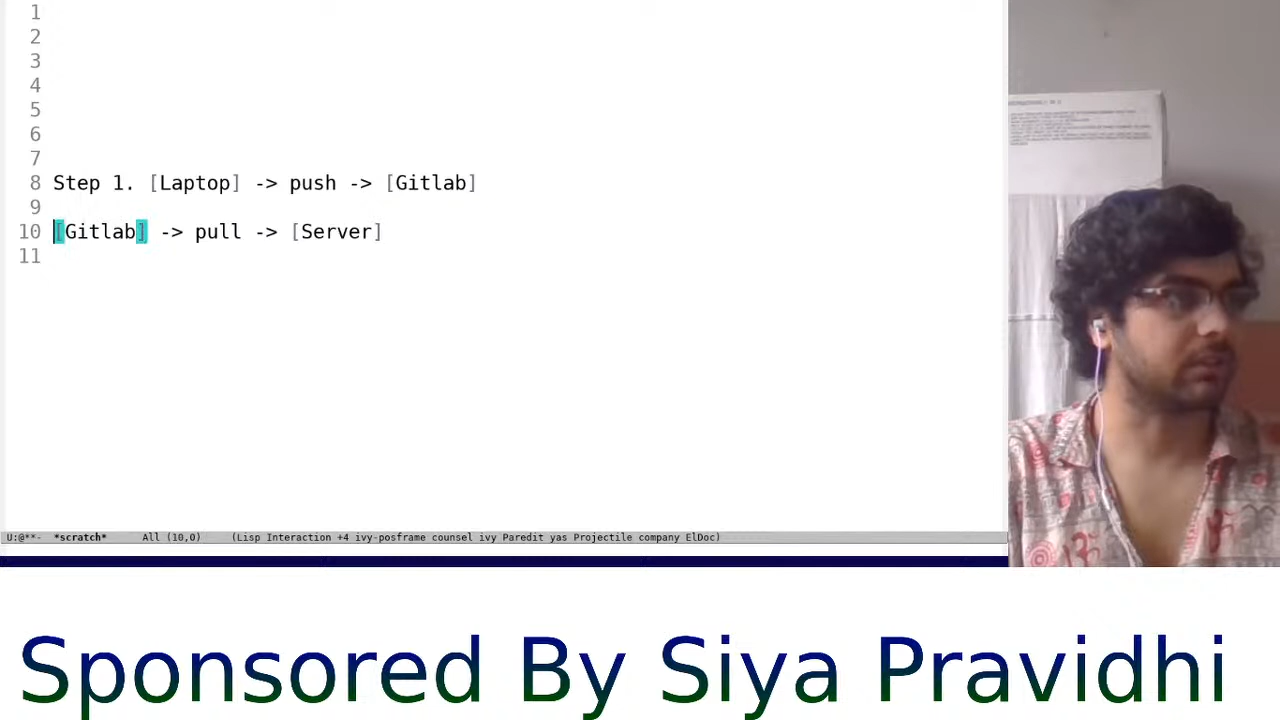 1
2
3
4
5
6
7
8 Step 1. [Laptop] -> push -> [Gitlab]
9
10 [Gitlab] -> pull -> [Server]
11
U:@**- *scratch* All (10,0) (Lisp Interaction +4 ivy-posframe counsel ivy Paredit yas Projectile company ElDoc)
Sponsored By Siya Pravidhi